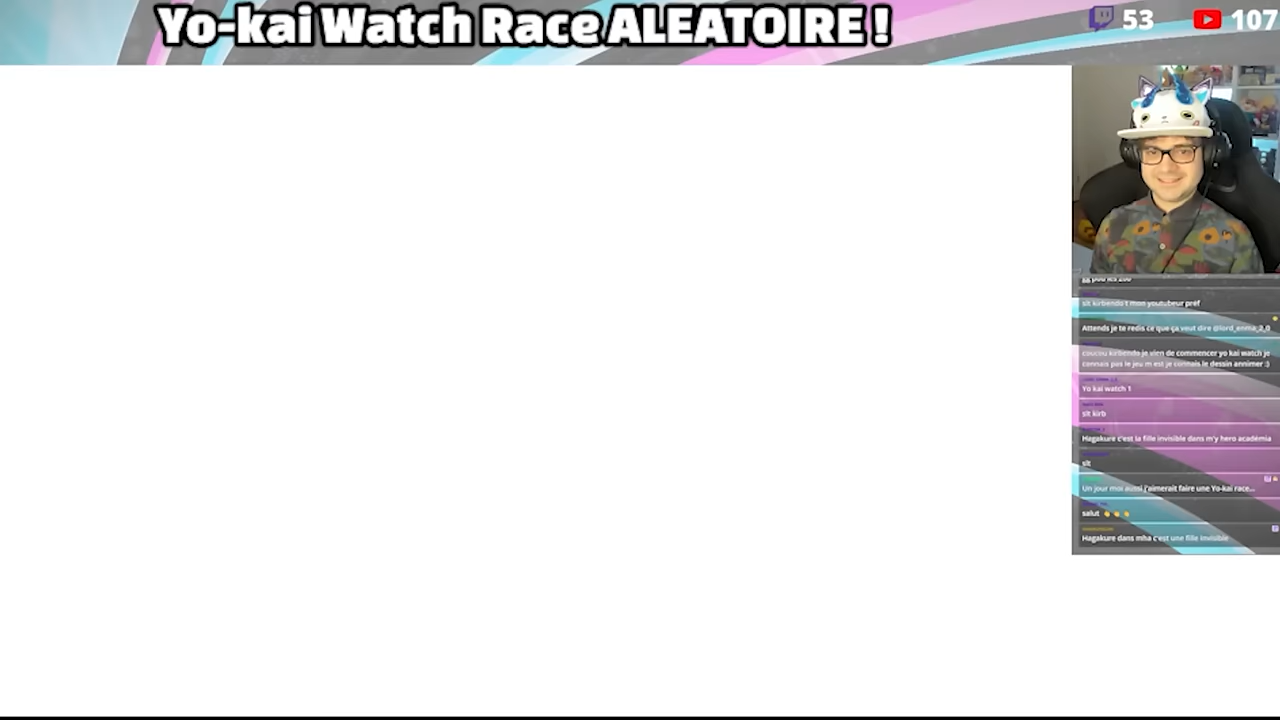 Yo-kai Watch Race ALEATOIRE !
53
107
slt kirbendo t mon youtubeur préf
Attends je te redis ce que ça veut dire @lord_enma_2_0
coucou kirbendo je vien de commencer yo kai watch je
connais pas le jeu m est je connais le dessin annimer :)
Yo kai watch 1
slt kirb
Hagakure c'est la fille invisible dans m'y hero académia
slt
Un jour moi aussi j'aimerait faire une Yo-kai race...
salut 👏 👏 👏
Hagakure dans mha c'est une fille invisible